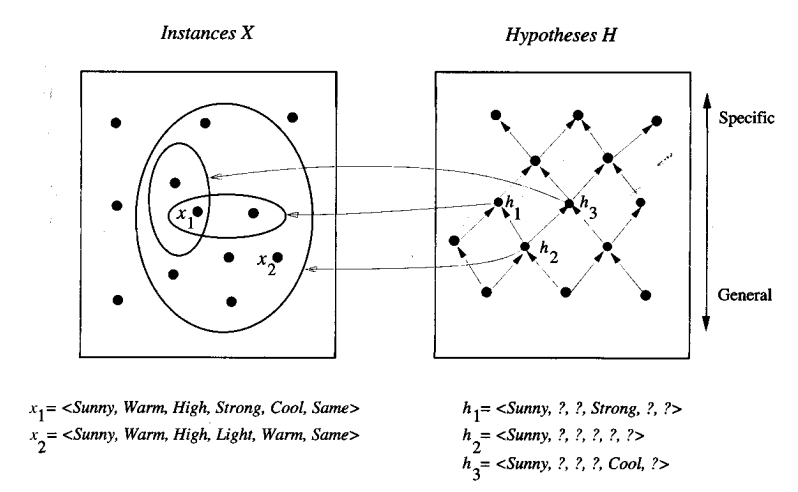 Instances X
Hypotheses H
Specific
x1
h1
h3
x2
h2
General
x1= <Sunny, Warm, High, Strong, Cool, Same>
x2= <Sunny, Warm, High, Light, Warm, Same>
h1= <Sunny, ?, ?, Strong, ?, ?>
h2= <Sunny, ?, ?, ?, ?, ?>
h3= <Sunny, ?, ?, ?, Cool, ?>